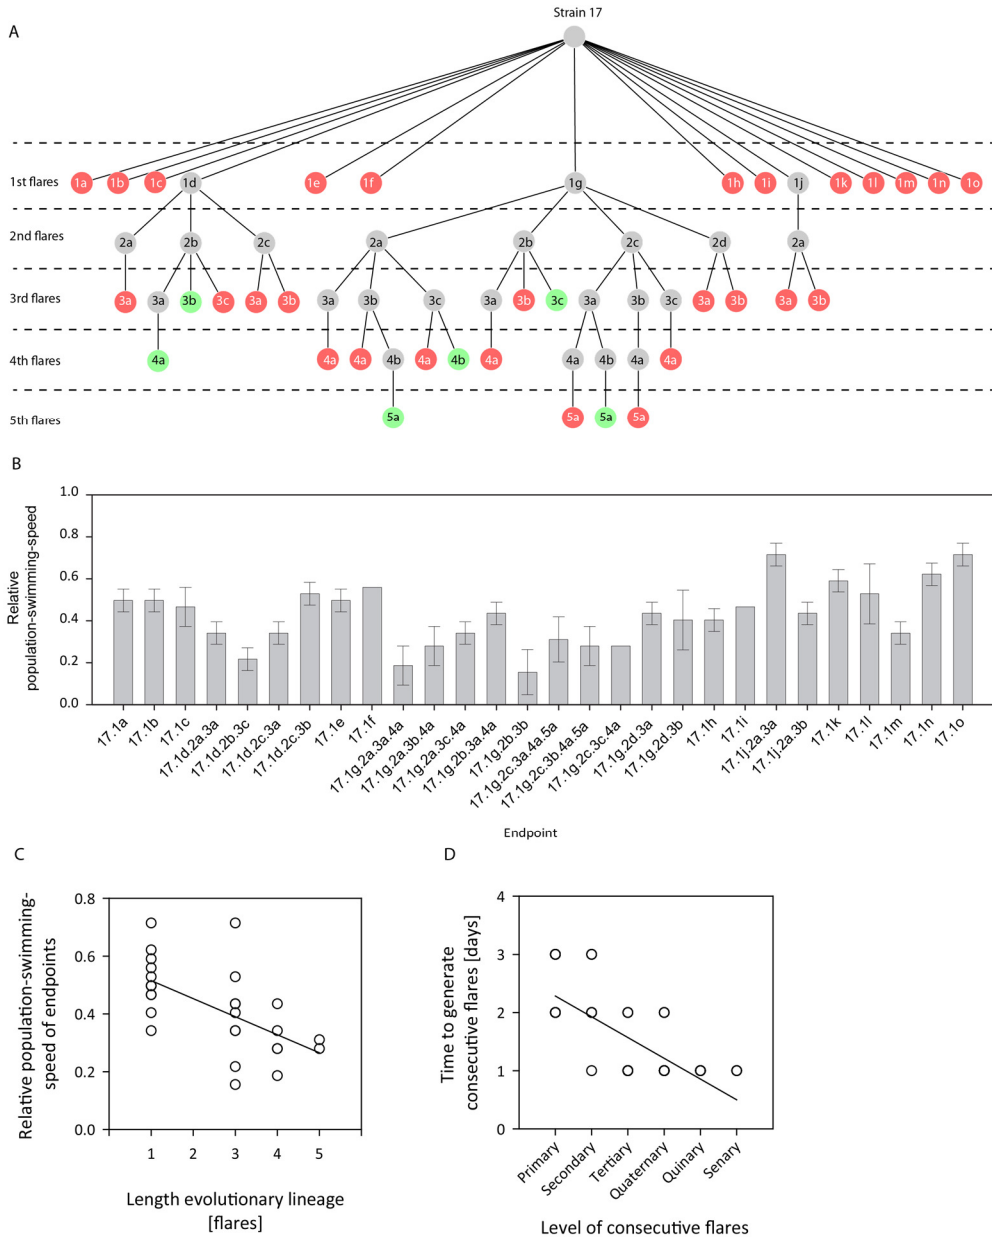 Strain 17
A
1st flares
1a 1b 1c 1d 1e 1f 1g 1h 1i 1j 1k 1l 1m 1n 1o
2nd flares
2a 2b 2c 2a 2b 2c 2d 2a
3rd flares
3a 3a 3b 3c 3a 3b 3a 3b 3c 3a 3b 3c 3a 3b 3c 3a 3b 3a 3b
4th flares
4a 4a 4a 4b 4a 4b 4a 4a 4b 4a 4a
5th flares
5a 5a 5a 5a
B
Relative
population-swimming-speed
1.0
0.8
0.6
0.4
0.2
0.0
17.1a
17.1b
17.1c
17.1d.2a.3a
17.1d.2b.3c
17.1d.2c.3a
17.1d.2c.3b
17.1e
17.1f
17.1g.2a.3a.4a
17.1g.2a.3b.4a
17.1g.2a.3c.4a
17.1g.2b.3a.4a
17.1g.2b.3b
17.1g.2c.3a.4a.5a
17.1g.2c.3b.4a.5a
17.1g.2c.3c.4a
17.1g.2d.3a
17.1g.2d.3b
17.1h
17.1i
17.1j.2a.3a
17.1j.2a.3b
17.1k
17.1l
17.1m
17.1n
17.1o
Endpoint
C
Relative population-swimming-
speed of endpoints
0.8
0.6
0.4
0.2
0.0
1 2 3 4 5
Length evolutionary lineage
[flares]
D
Time to generate
consecutive flares [days]
4
3
2
1
0
Primary
Secondary
Tertiary
Quaternary
Quinary
Senary
Level of consecutive flares